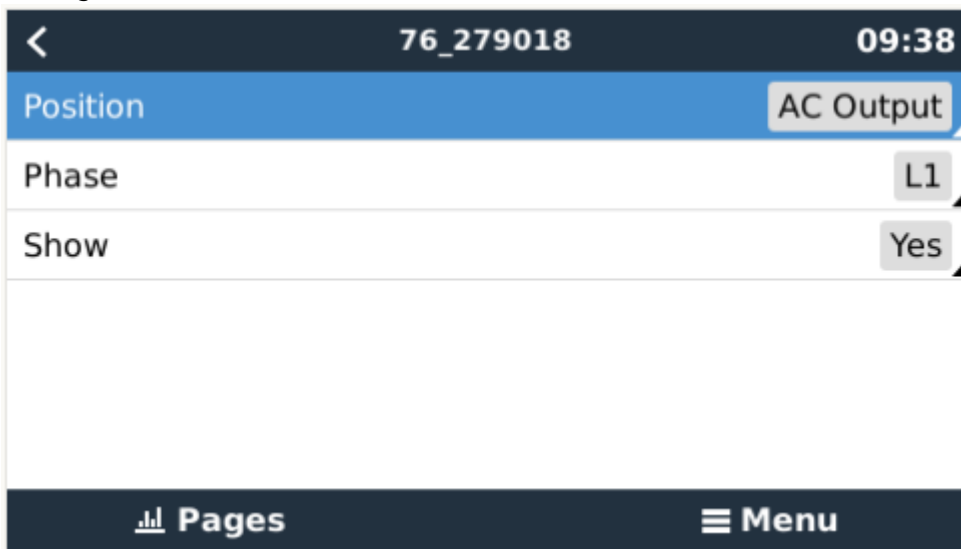 76_279018 09:38
Position AC Output
Phase L1
Show Yes
Pages Menu